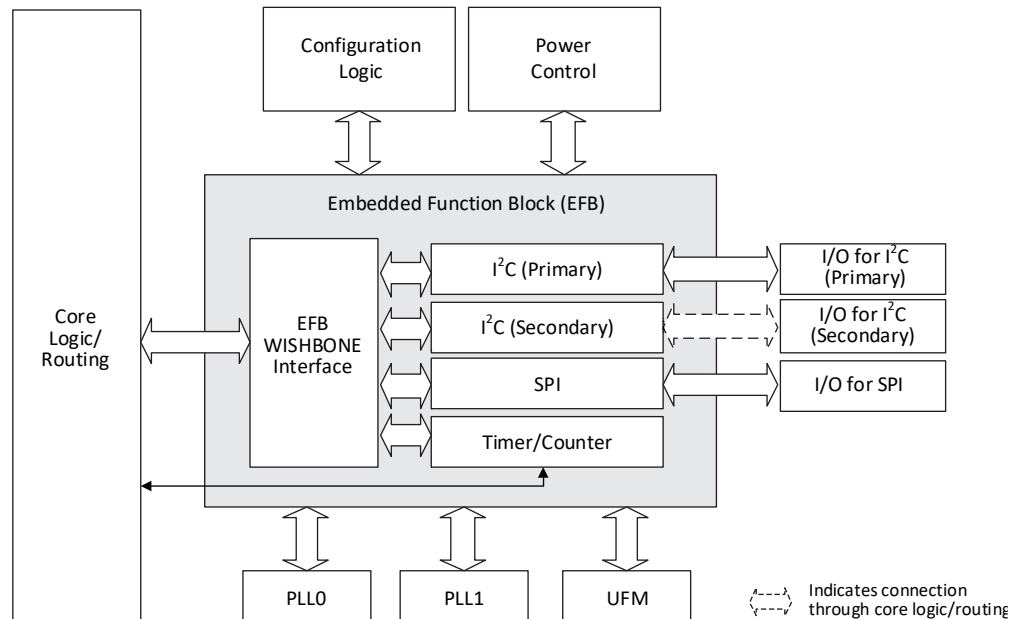 Configuration
Logic
Power
Control
Embedded Function Block (EFB)
Core
Logic/
Routing
EFB
WISHBONE
Interface
I²C (Primary)
I²C (Secondary)
SPI
Timer/Counter
I/O for I²C
(Primary)
I/O for I²C
(Secondary)
I/O for SPI
PLL0
PLL1
UFM
Indicates connection
through core logic/routing